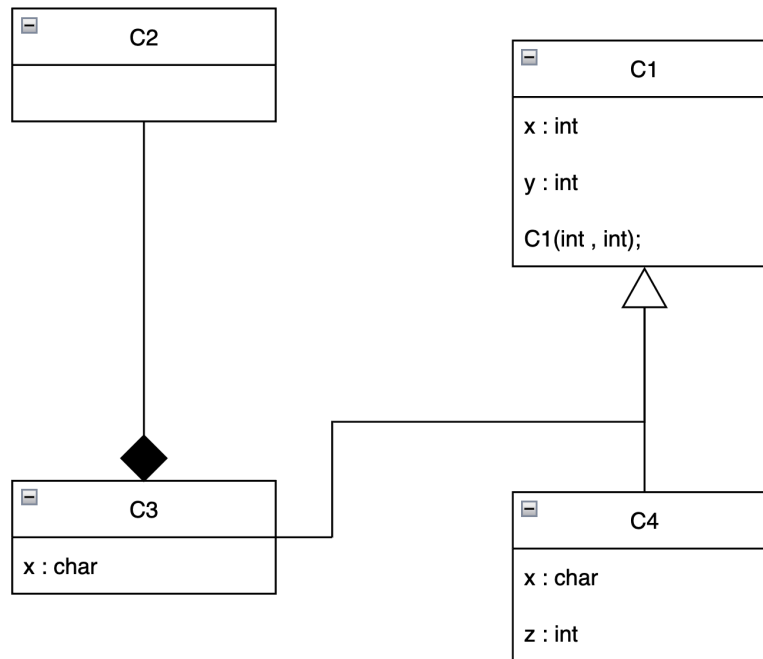 C2
C1
x : int
y : int
C1(int , int);
C3
x : char
C4
x : char
z : int